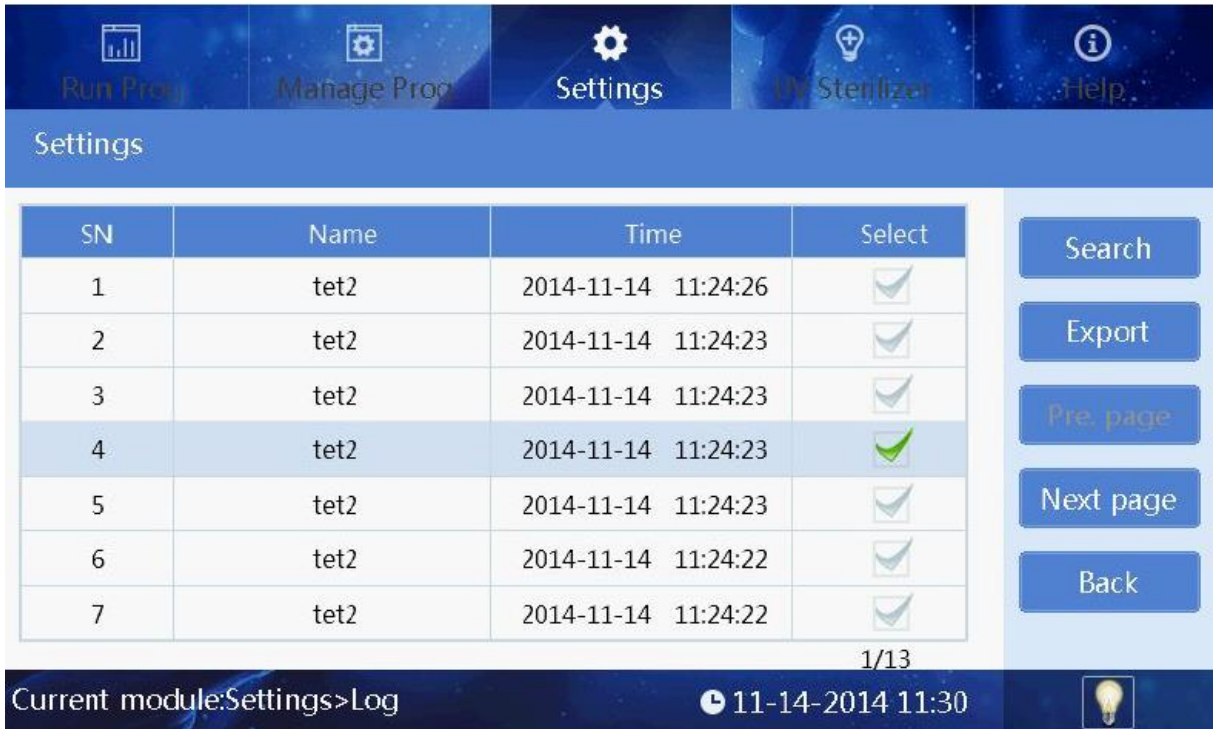 Run Prog Manage Prog Settings UV Sterilizer Help
Settings
SN Name Time Select
1 tet2 2014-11-14 11:24:26
2 tet2 2014-11-14 11:24:23
3 tet2 2014-11-14 11:24:23
4 tet2 2014-11-14 11:24:23
5 tet2 2014-11-14 11:24:23
6 tet2 2014-11-14 11:24:22
7 tet2 2014-11-14 11:24:22
1/13
Search
Export
Pre. page
Next page
Back
Current module:Settings>Log 11-14-2014 11:30